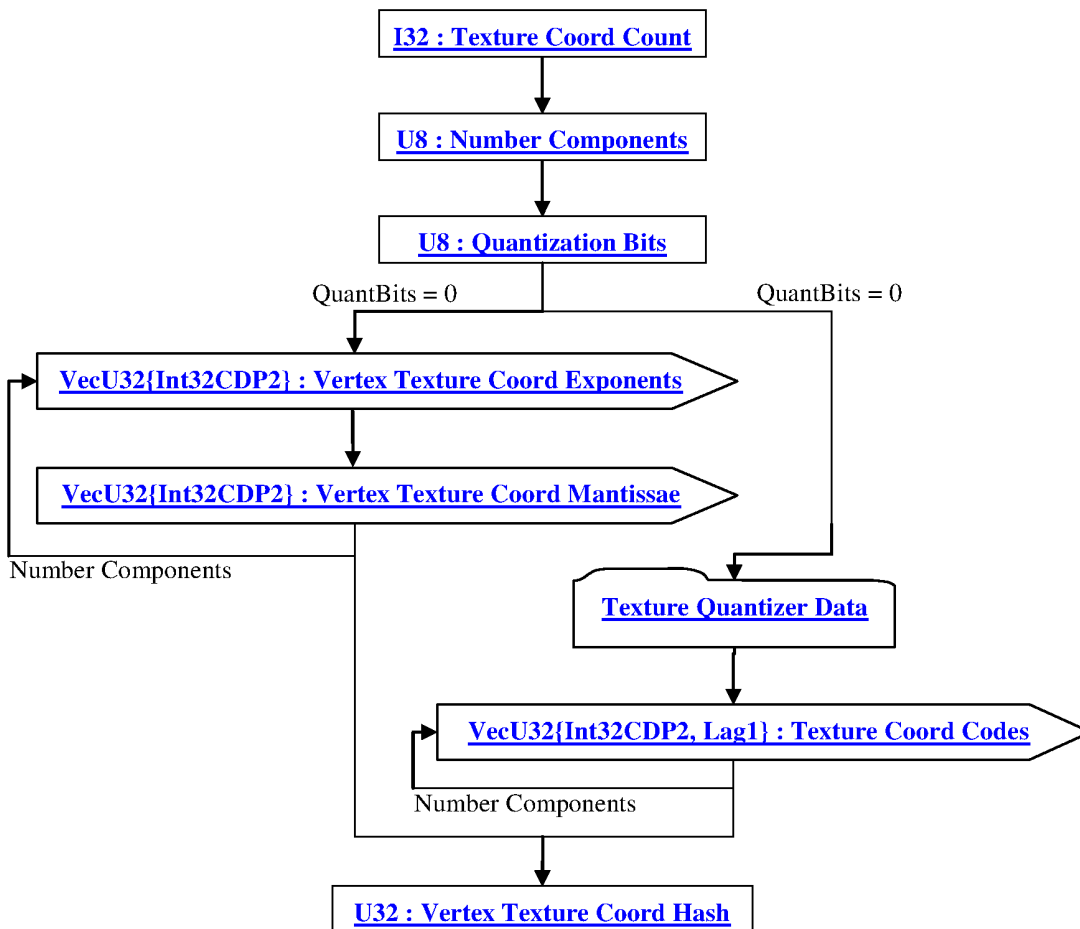 I32 : Texture Coord Count
U8 : Number Components
U8 : Quantization Bits
QuantBits = 0
QuantBits = 0
VecU32{Int32CDP2} : Vertex Texture Coord Exponents
VecU32{Int32CDP2} : Vertex Texture Coord Mantissae
Number Components
Texture Quantizer Data
VecU32{Int32CDP2, Lag1} : Texture Coord Codes
Number Components
U32 : Vertex Texture Coord Hash